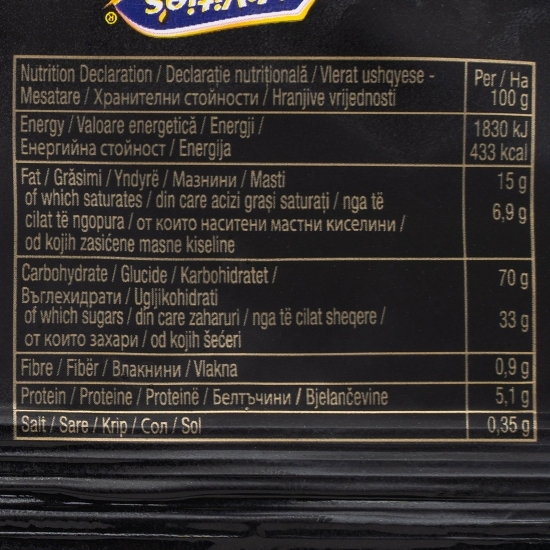 McVitie's ®
Nutrition Declaration / Declarație nutrițională / Vlerat ushqyese - Per / Ha
Mesatare / Хранителни стойности / Hranjive vrijednosti 100 g
Energy / Valoare energetică / Energji / 1830 kJ
Енергийна стойност / Energija 433 kcal
Fat / Grăsimi / Yndyrë / Мазнини / Masti 15 g
of which saturates / din care acizi grași saturați / nga të 6,9 g
cilat të ngopura / от които наситени мастни киселини /
od kojih zasićene masne kiseline
Carbohydrate / Glucide / Karbohidratet / 70 g
Въглехидрати / Ugljikohidrati
of which sugars / din care zaharuri / nga të cilat sheqere / 33 g
от които захари / od kojih šećeri
Fibre / Fibër / Влакнини / Vlakna 0,9 g
Protein / Proteine / Proteinë / Белтъчини / Bjelančevine 5,1 g
Salt / Sare / Krip / Сол / Sol 0,35 g